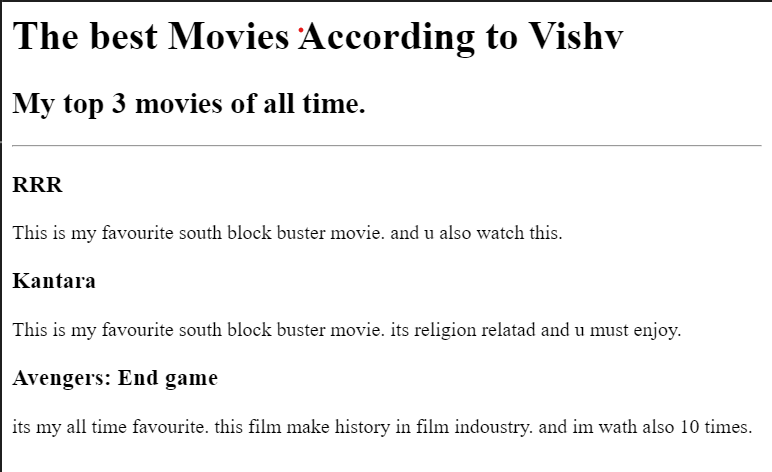 The best Movies According to Vishv
My top 3 movies of all time.
RRR
This is my favourite south block buster movie. and u also watch this.
Kantara
This is my favourite south block buster movie. its religion relatad and u must enjoy.
Avengers: End game
its my all time favourite. this film make history in film indoustry. and im wath also 10 times.